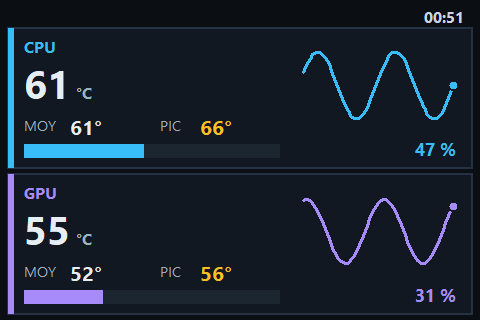 00:51
CPU
61 °C
MOY 61° PIC 66°
47 %
GPU
55 °C
MOY 52° PIC 56°
31 %